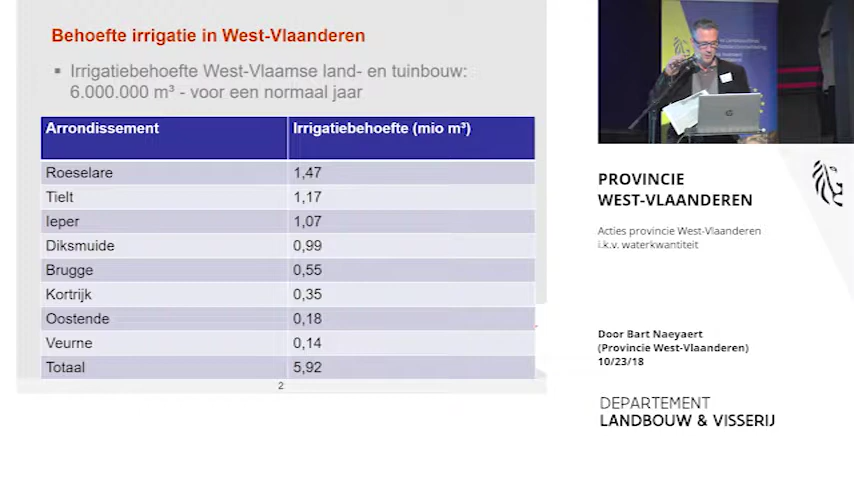 Behoefte irrigatie in West-Vlaanderen
▪ Irrigatiebehoefte West-Vlaamse land- en tuinbouw:
6.000.000 m³ - voor een normaal jaar
Arrondissement Irrigatiebehoefte (mio m³)
Roeselare 1,47
Tielt 1,17
Ieper 1,07
Diksmuide 0,99
Brugge 0,55
Kortrijk 0,35
Oostende 0,18
Veurne 0,14
Totaal 5,92
2
PROVINCIE
WEST-VLAANDEREN
Acties provincie West-Vlaanderen
i.k.v. waterkwantiteit
Door Bart Naeyaert
(Provincie West-Vlaanderen)
10/23/18
DEPARTEMENT
LANDBOUW & VISSERIJ